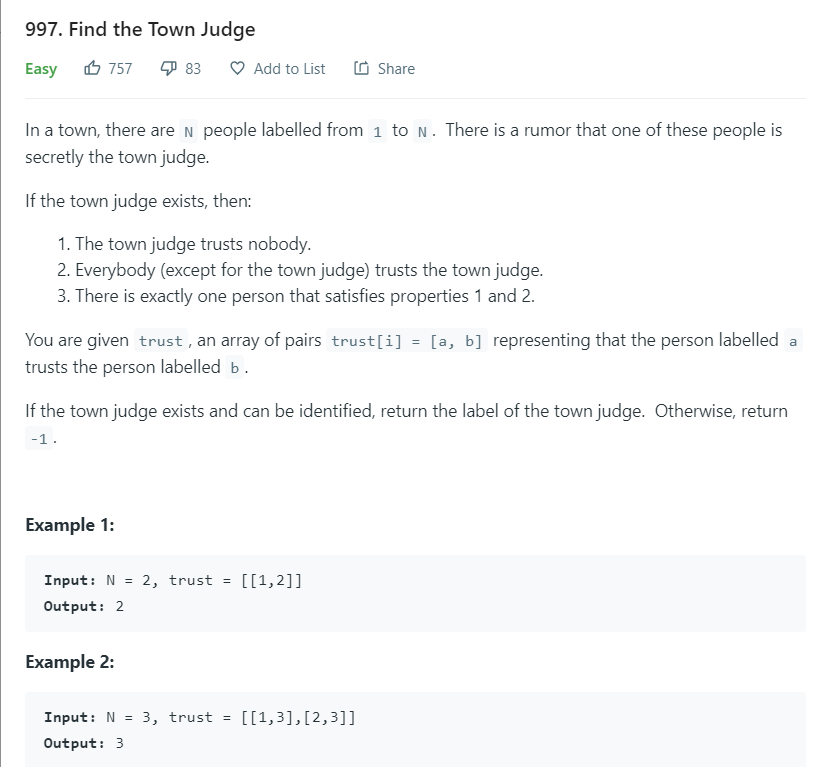 997. Find the Town Judge
Easy 757 83 Add to List Share
In a town, there are N people labelled from 1 to N. There is a rumor that one of these people is
secretly the town judge.
If the town judge exists, then:
1. The town judge trusts nobody.
2. Everybody (except for the town judge) trusts the town judge.
3. There is exactly one person that satisfies properties 1 and 2.
You are given trust, an array of pairs trust[i] = [a, b] representing that the person labelled a
trusts the person labelled b.
If the town judge exists and can be identified, return the label of the town judge. Otherwise, return
-1.
Example 1:
Input: N = 2, trust = [[1,2]]
Output: 2
Example 2:
Input: N = 3, trust = [[1,3],[2,3]]
Output: 3